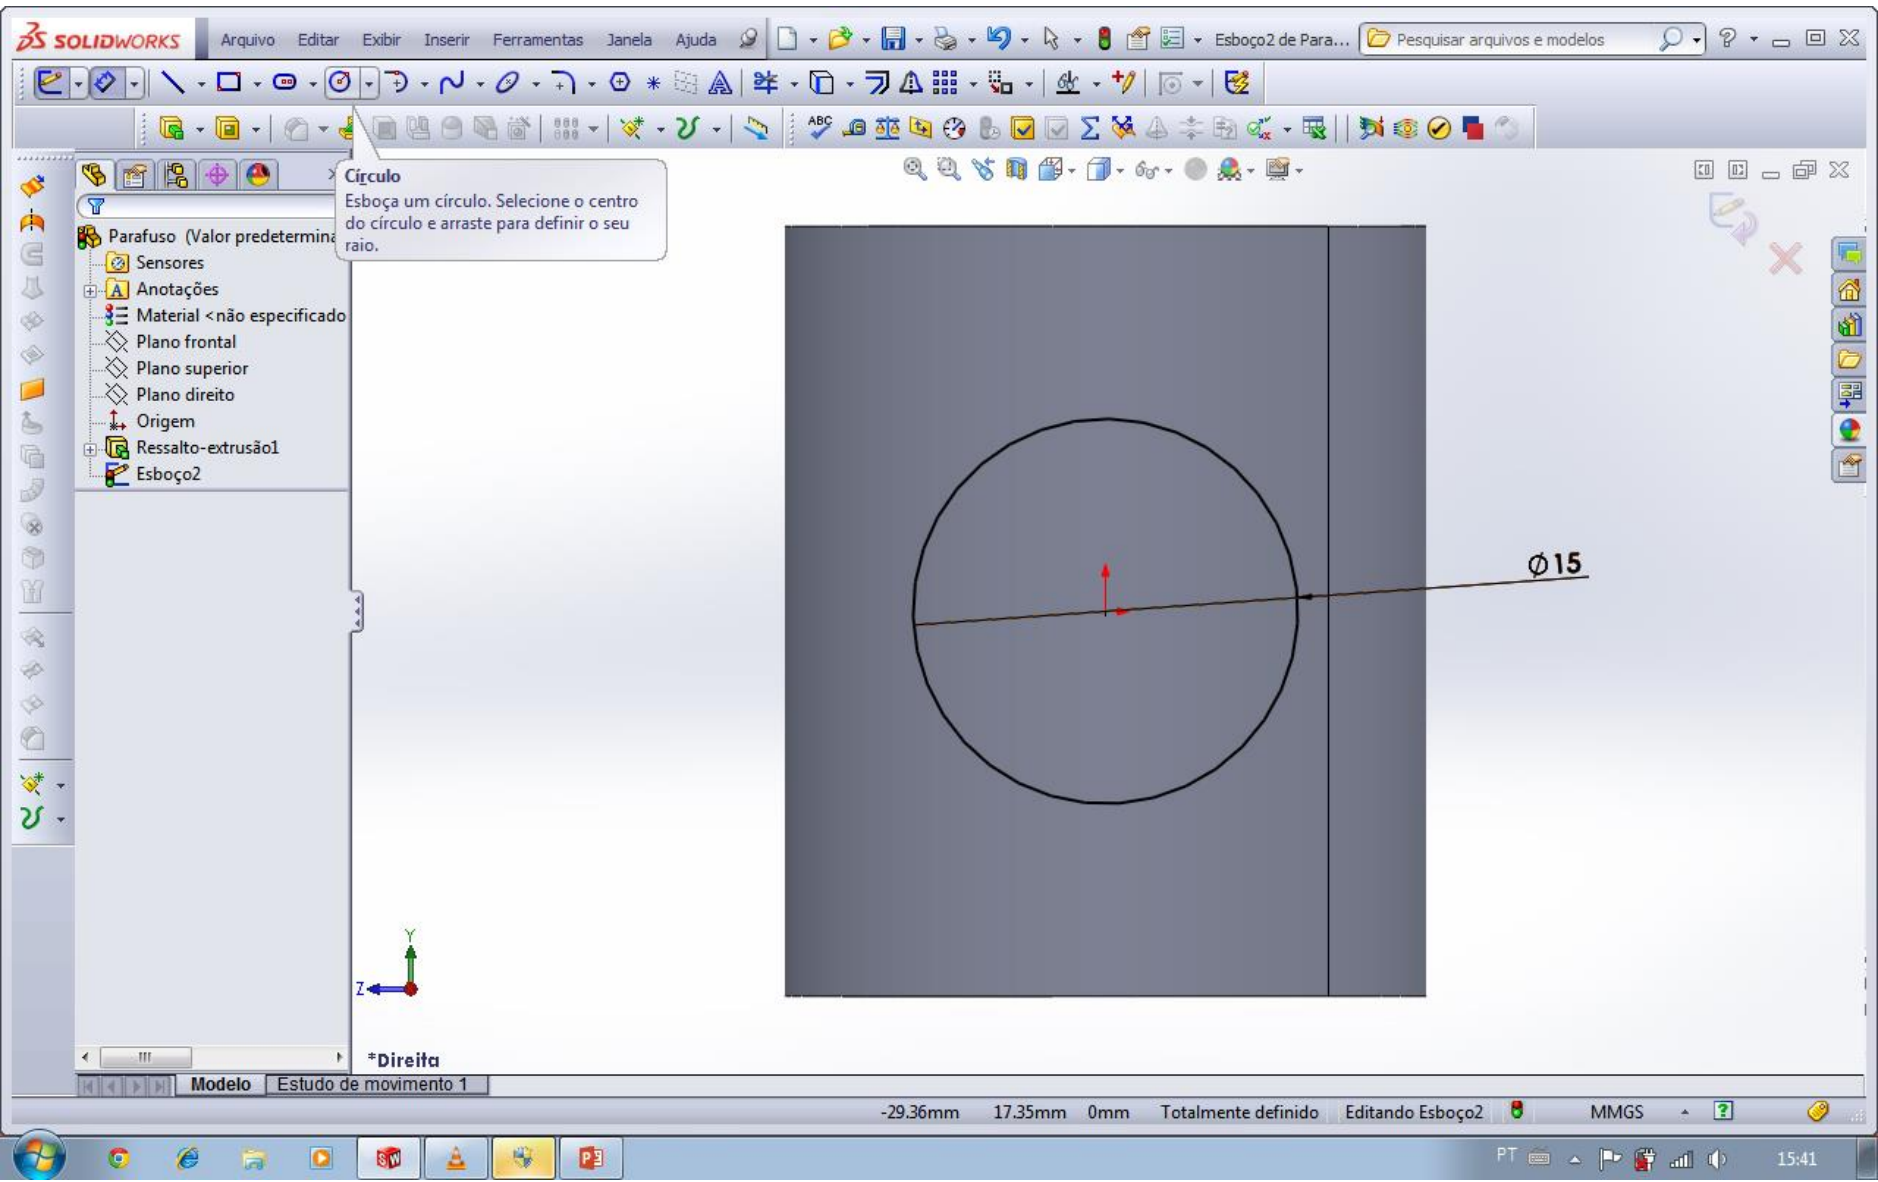 SOLIDWORKS
Arquivo Editar Exibir Inserir Ferramentas Janela Ajuda
Esboço2 de Para...
Pesquisar arquivos e modelos
ABC
Círculo
Esboça um círculo. Selecione o centro
do círculo e arraste para definir o seu
raio.
Parafuso (Valor predetermina
Sensores
Anotações
Material <não especificado
Plano frontal
Plano superior
Plano direito
Origem
Ressalto-extrusão1
Esboço2
Ø15
Y
Z
*Direita
Modelo Estudo de movimento 1
-29.36mm 17.35mm 0mm Totalmente definido Editando Esboço2 MMGS
PT 15:41